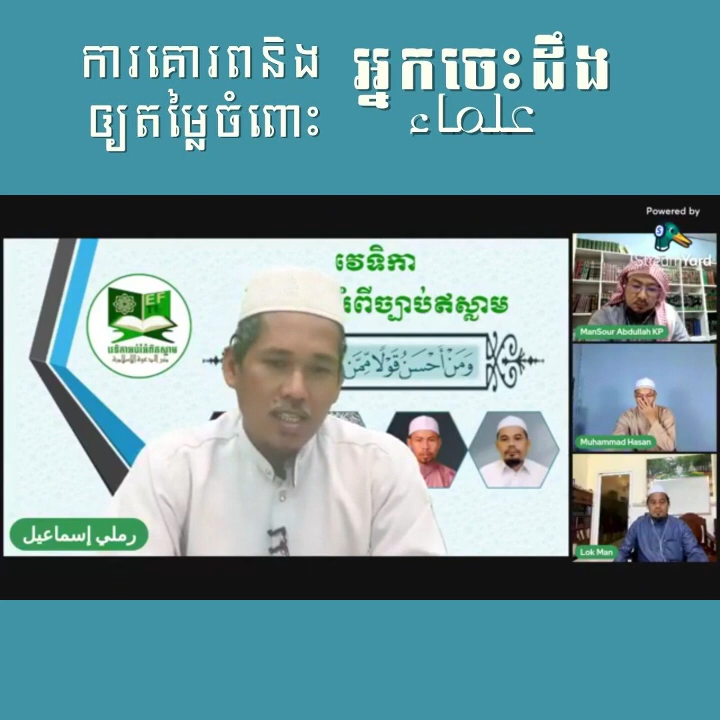 ការគោរពនិង
ឲ្យតម្លៃចំពោះ
អ្នកចេះដឹង
علماء
Powered by
StreamYard
វេទិកា
អំពីច្បាប់ឥស្លាម
وَمَنْ أَحْسَنُ قَوْلًا مِمَّنْ
EF
رملي إسماعيل
ManSour Abdullah KP
Muhammad Hasan
Lok Man